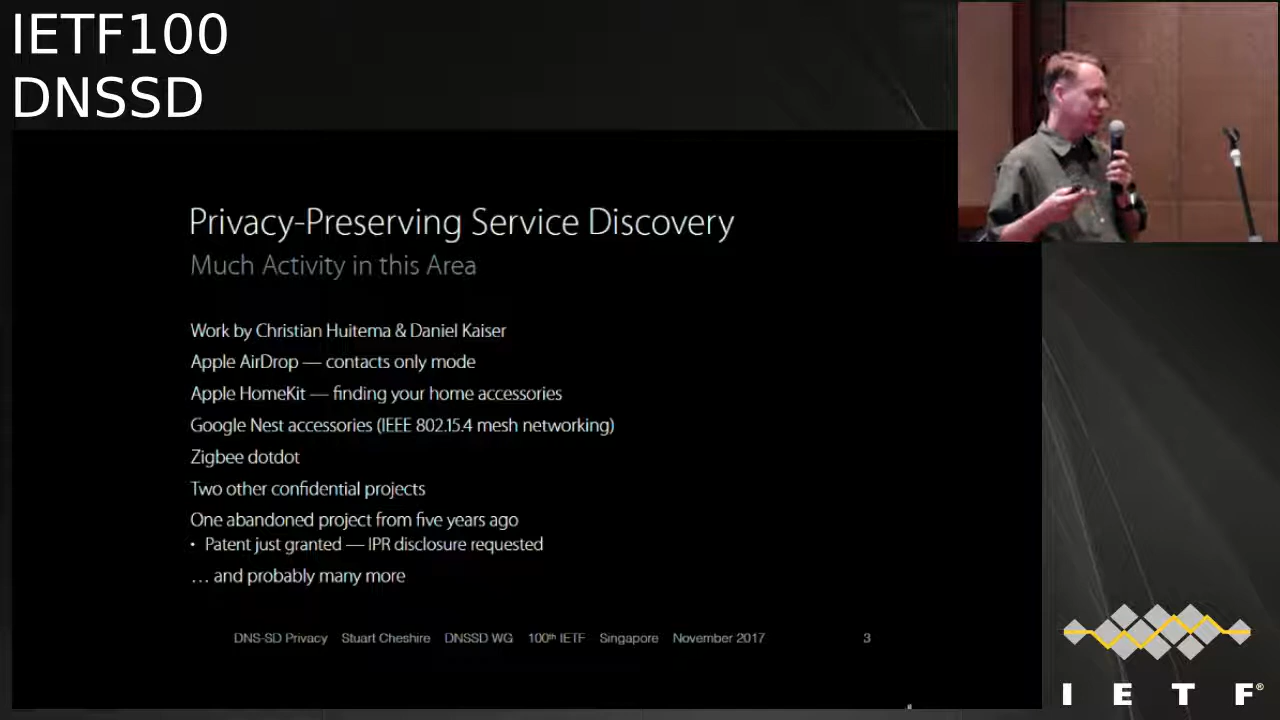 IETF100
DNSSD
Privacy-Preserving Service Discovery
Much Activity in this Area
Work by Christian Huitema & Daniel Kaiser
Apple AirDrop — contacts only mode
Apple HomeKit — finding your home accessories
Google Nest accessories (IEEE 802.15.4 mesh networking)
Zigbee dotdot
Two other confidential projects
One abandoned project from five years ago
• Patent just granted — IPR disclosure requested
… and probably many more
DNS-SD Privacy Stuart Cheshire DNSSD WG 100th IETF Singapore November 2017 3
I E T F®